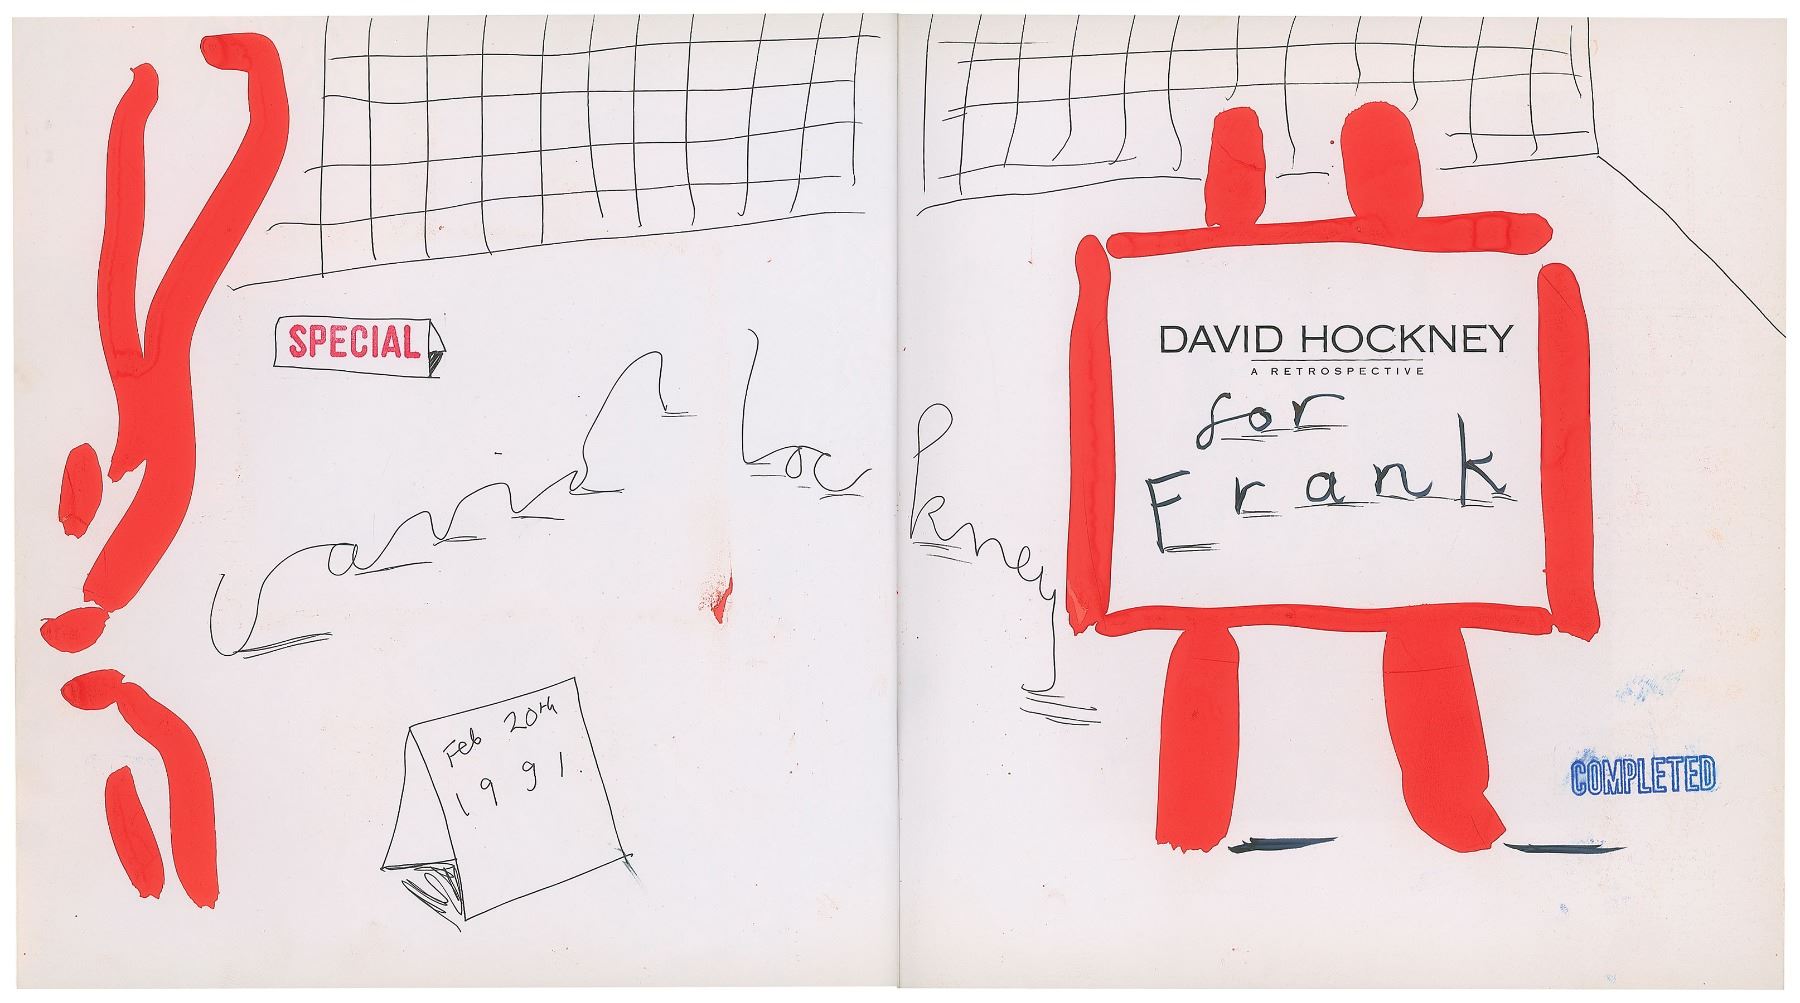 SPECIAL
David Hockney
Feb 20th
1991.
DAVID HOCKNEY
A RETROSPECTIVE
for
Frank
COMPLETED